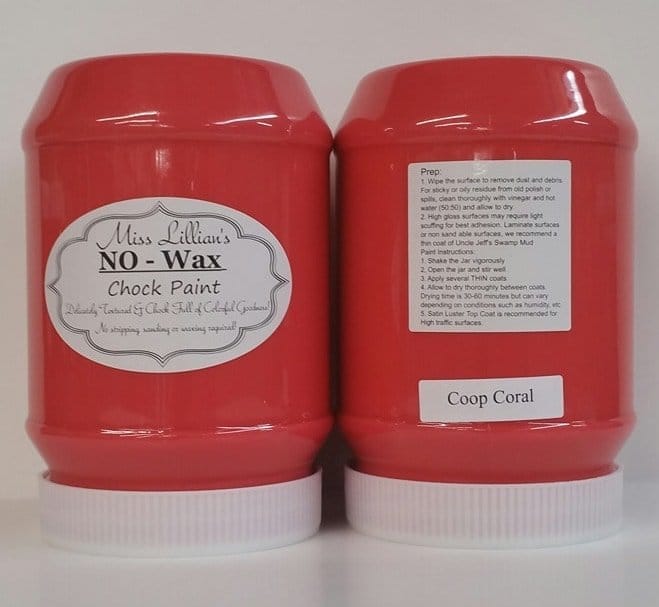 Miss Lillian's
NO - Wax
Chock Paint
Delicately Textured & Chock Full of Colorful Goodness!
No stripping sanding or waxing required!
Prep:
1. Wipe the surface to remove dust and debris.
For sticky or oily residue from old polish or
spills, clean thoroughly with vinegar and hot
water (50:50) and allow to dry.
2. High gloss surfaces may require light
scuffing for best adhesion. Laminate surfaces
or non sand able surfaces, we recommend a
thin coat of Uncle Jeff's Swamp Mud
Paint Instructions:
1. Shake the Jar vigorously
2. Open the jar and stir well
3. Apply several THIN coats
4. Allow to dry thoroughly between coats.
Drying time is 30-60 minutes but can vary
depending on conditions such as humidity, etc
5. Satin Luster Top Coat is recommended for
High traffic surfaces.
Coop Coral